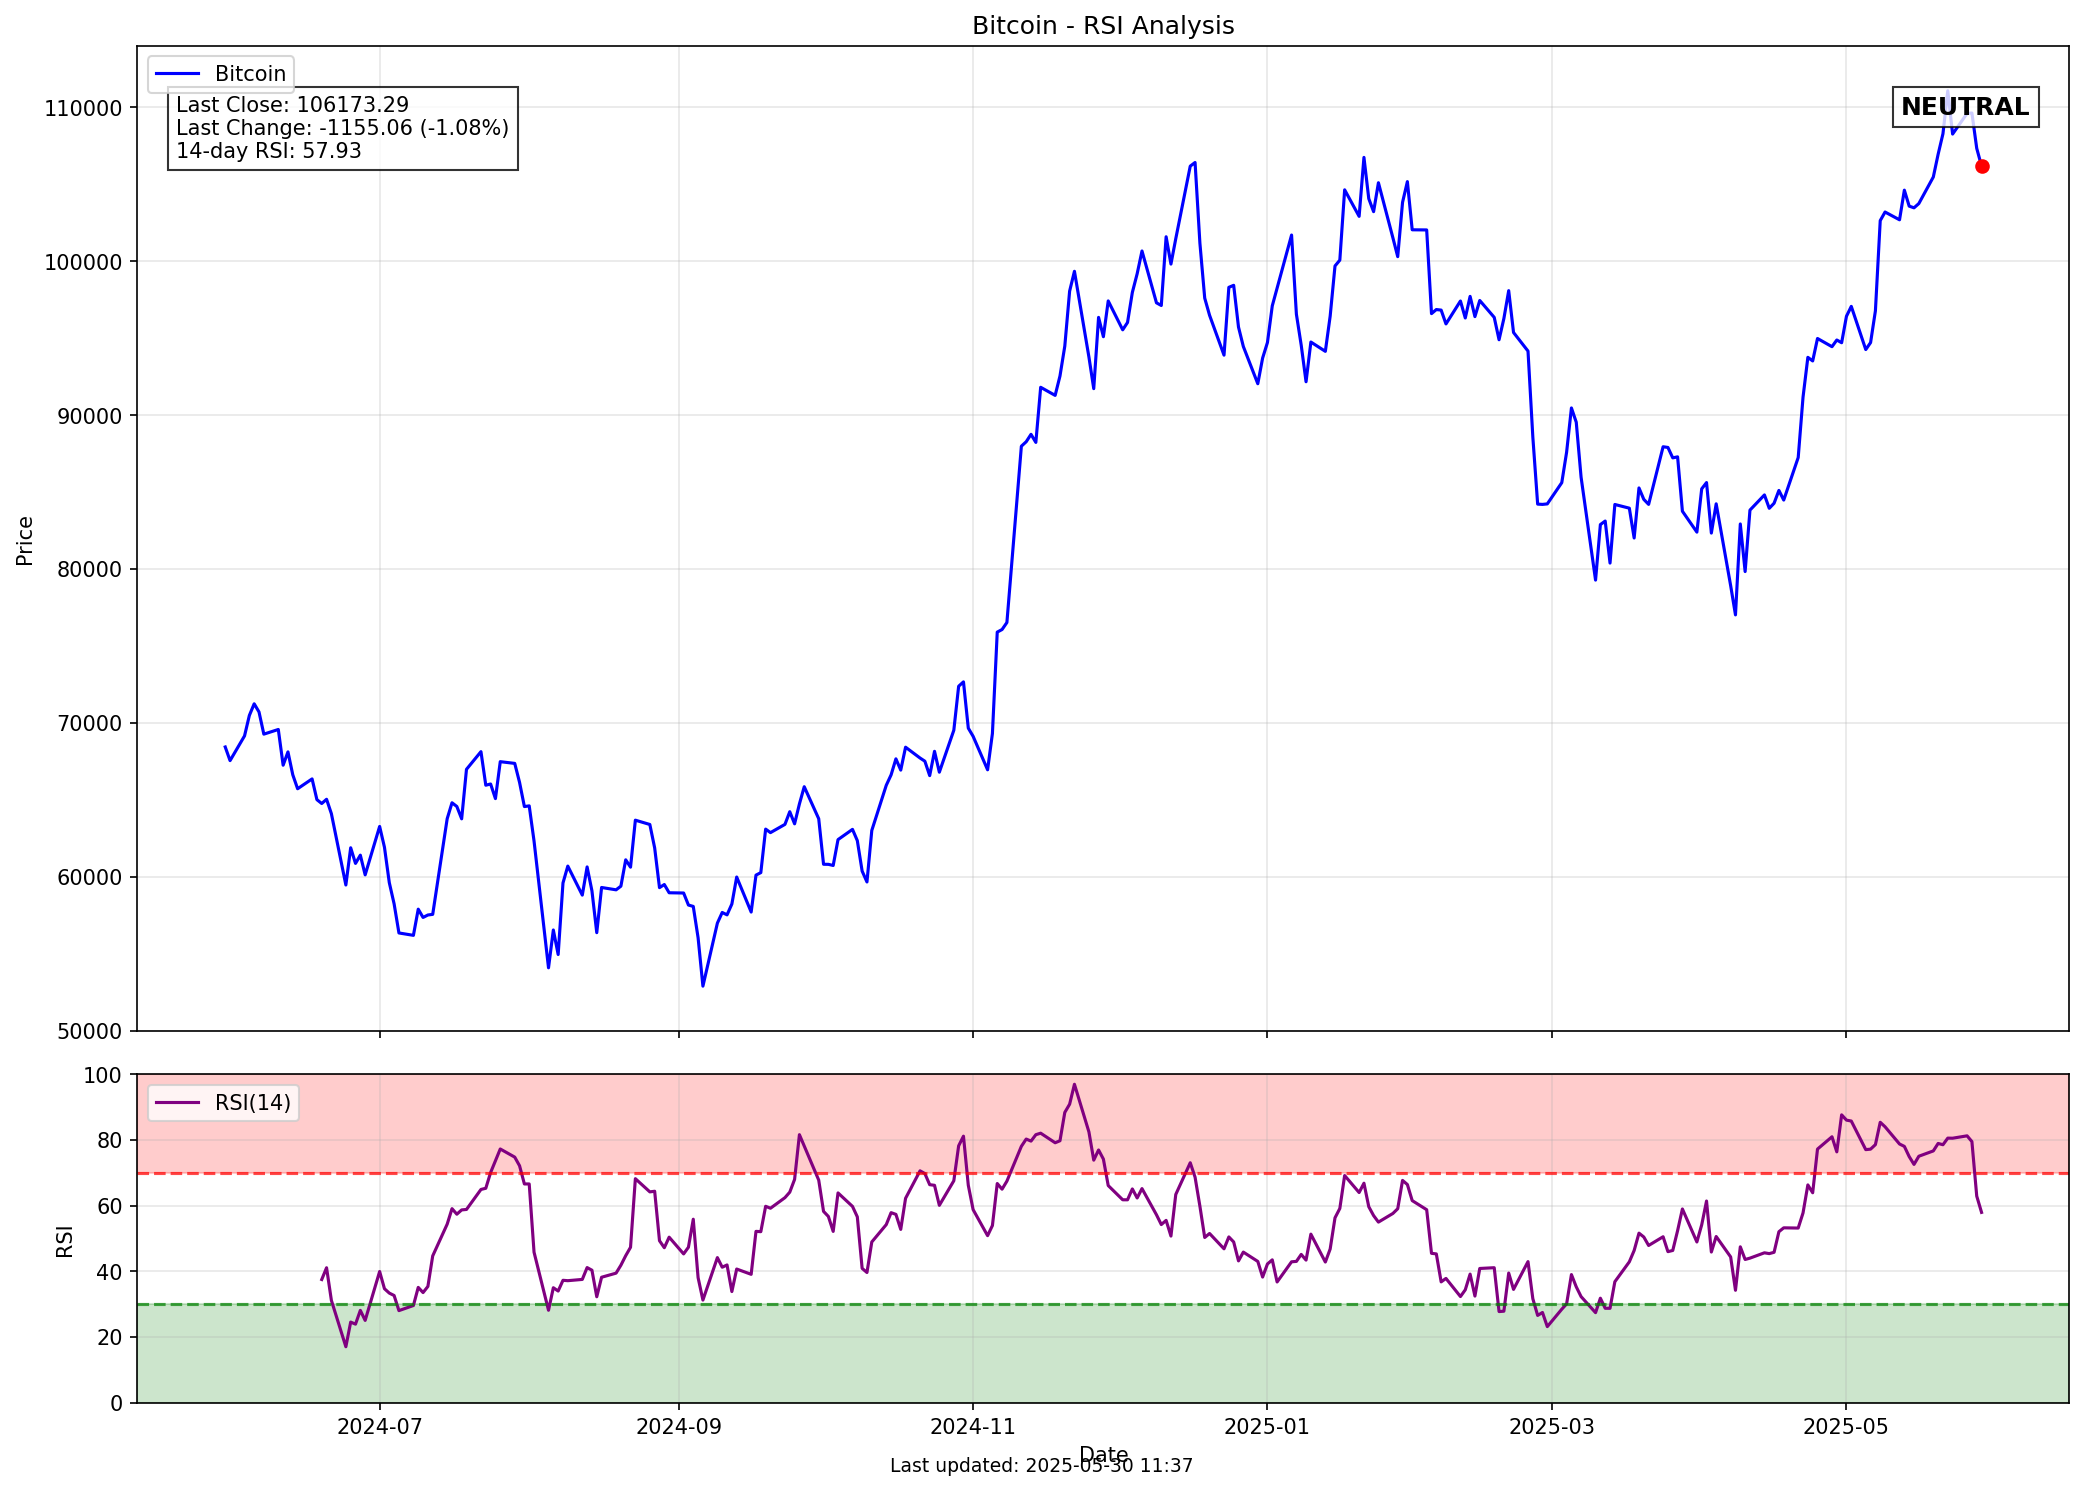 Bitcoin - RSI Analysis
Bitcoin
Last Close: 106173.29
Last Change: -1155.06 (-1.08%)
14-day RSI: 57.93
NEUTRAL
110000
100000
90000
80000
70000
60000
50000
Price
RSI(14)
100
80
60
40
20
0
RSI
2024-07
2024-09
2024-11
2025-01
2025-03
2025-05
Date
Last updated: 2025-05-30 11:37